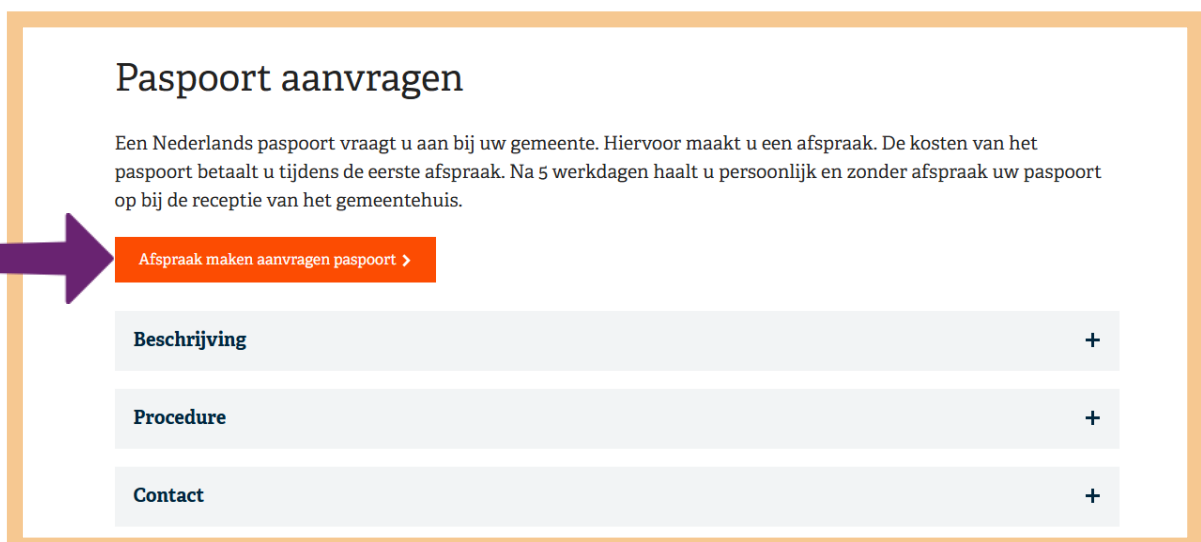 Paspoort aanvragen
Een Nederlands paspoort vraagt u aan bij uw gemeente. Hiervoor maakt u een afspraak. De kosten van het
paspoort betaalt u tijdens de eerste afspraak. Na 5 werkdagen haalt u persoonlijk en zonder afspraak uw paspoort
op bij de receptie van het gemeentehuis.
Afspraak maken aanvragen paspoort >
Beschrijving +
Procedure +
Contact +